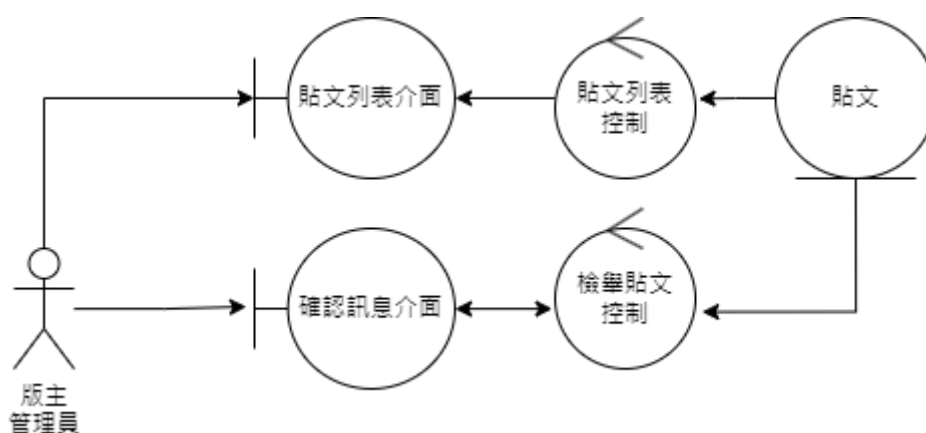 貼文列表介面
貼文列表
控制
貼文
確認訊息介面
檢舉貼文
控制
版主
管理員